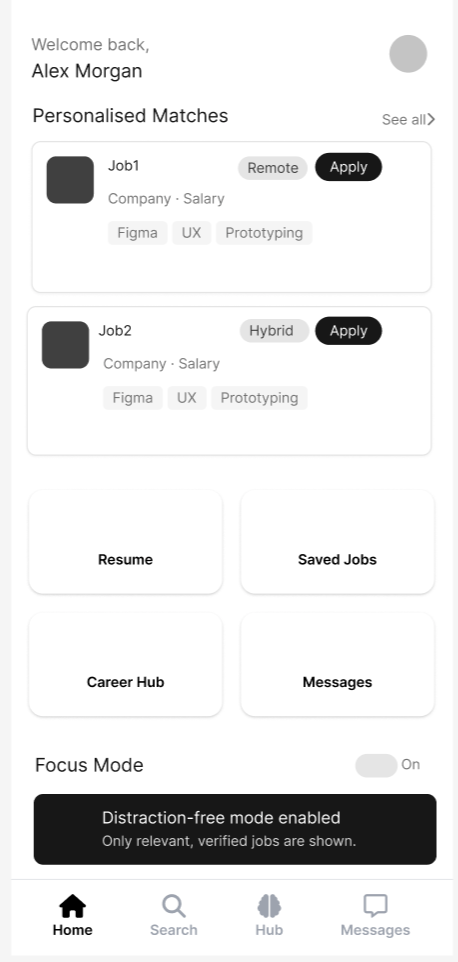 Welcome back,
Alex Morgan
Personalised Matches
See all
Job1
Remote
Apply
Company · Salary
Figma
UX
Prototyping
Job2
Hybrid
Apply
Company · Salary
Figma
UX
Prototyping
Resume
Saved Jobs
Career Hub
Messages
Focus Mode
On
Distraction-free mode enabled
Only relevant, verified jobs are shown.
Home
Search
Hub
Messages